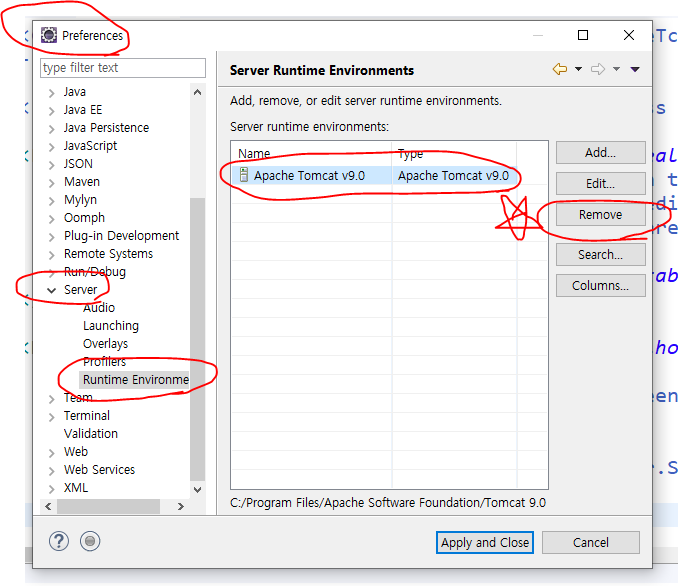 Preferences
type filter text
Java
Java EE
Java Persistence
JavaScript
JSON
Maven
Mylyn
Oomph
Plug-in Development
Remote Systems
Run/Debug
Server
Audio
Launching
Overlays
Profilers
Runtime Environme
Team
Terminal
Validation
Web
Web Services
XML
Server Runtime Environments
Add, remove, or edit server runtime environments.
Server runtime environments:
Name Type
Apache Tomcat v9.0 Apache Tomcat v9.0
Add...
Edit...
Remove
Search...
Columns...
C:/Program Files/Apache Software Foundation/Tomcat 9.0
Apply and Close
Cancel